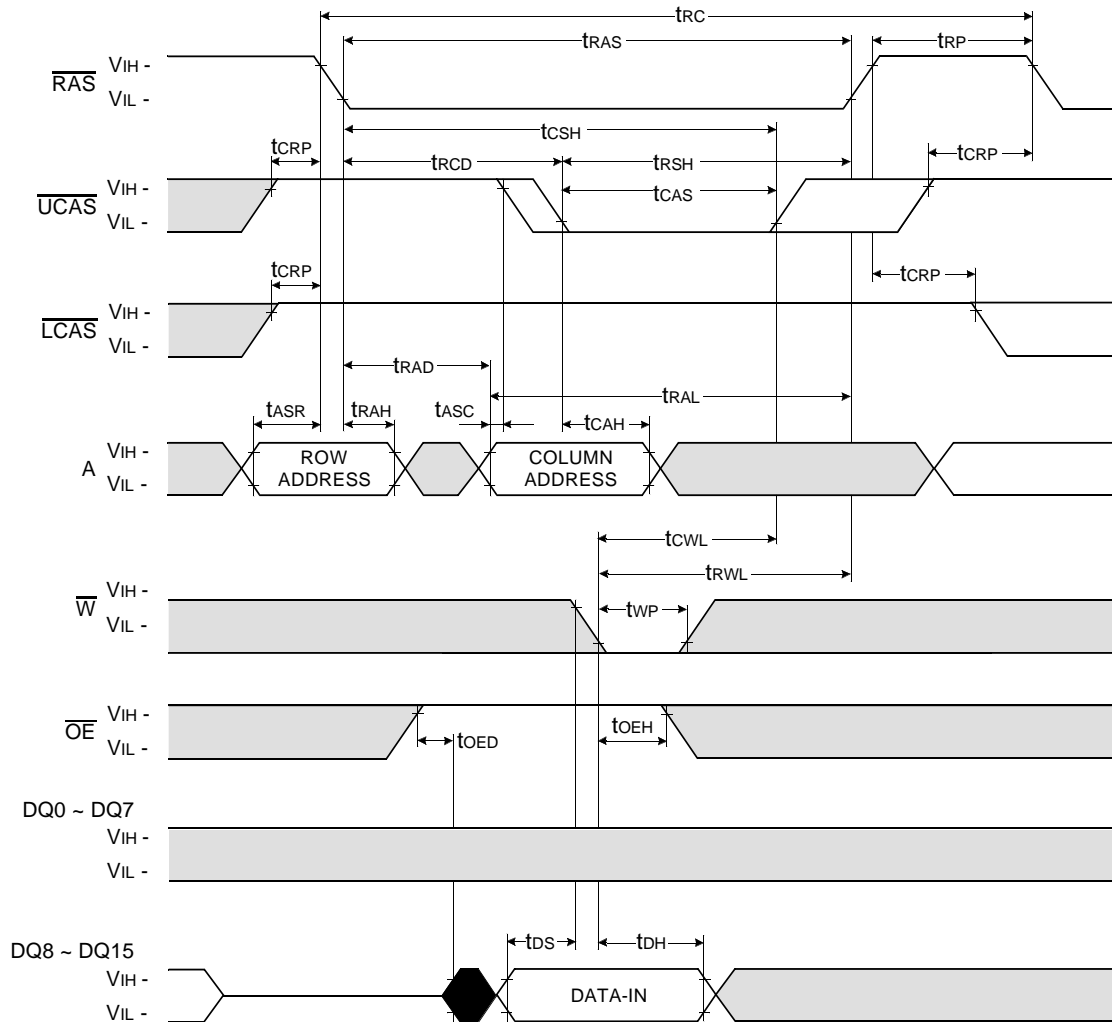 tRC
tRAS
tRP
RAS
VIH -
VIL -
tCSH
tCRP
tRCD
tRSH
tCRP
tCAS
UCAS
VIH -
VIL -
tCRP
tCRP
LCAS
VIH -
VIL -
tRAD
tRAL
tASR
tRAH
tASC
tCAH
A
VIH -
VIL -
ROW
ADDRESS
COLUMN
ADDRESS
tCWL
tRWL
W
VIH -
VIL -
tWP
OE
VIH -
VIL -
tOED
tOEH
DQ0 ~ DQ7
VIH -
VIL -
DQ8 ~ DQ15
tDS
tDH
VIH -
VIL -
DATA-IN